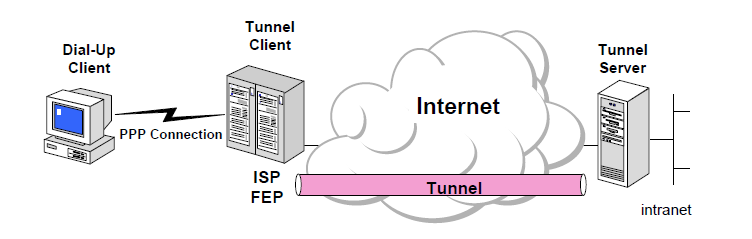 Dial-Up
Client
PPP Connection
Tunnel
Client
ISP
FEP
Internet
Tunnel
Tunnel
Server
intranet